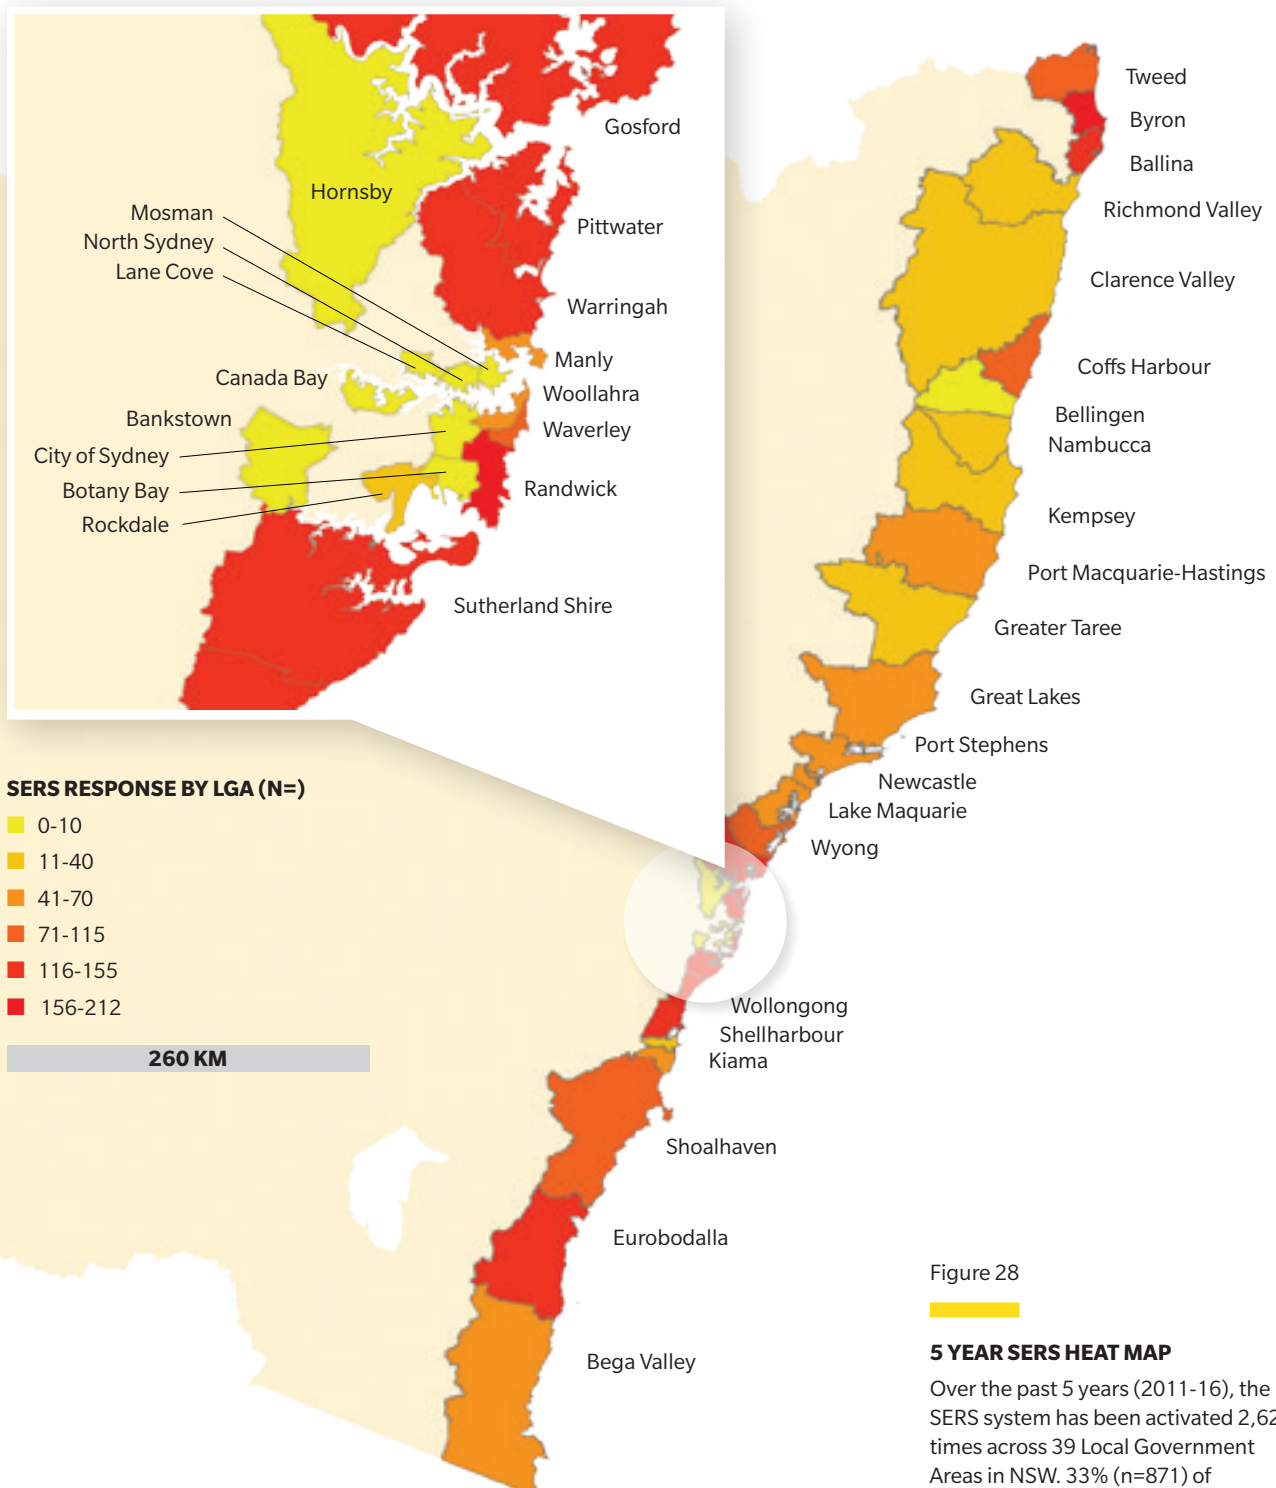 Gosford
Hornsby
Mosman
North Sydney
Lane Cove
Pittwater
Warringah
Manly
Canada Bay
Woollahra
Bankstown
Waverley
City of Sydney
Botany Bay
Randwick
Rockdale
Sutherland Shire
Tweed
Byron
Ballina
Richmond Valley
Clarence Valley
Coffs Harbour
Bellingen
Nambucca
Kempsey
Port Macquarie-Hastings
Greater Taree
Great Lakes
Port Stephens
Newcastle
Lake Maquarie
Wyong
Wollongong
Shellharbour
Kiama
Shoalhaven
Eurobodalla
Bega Valley
SERS RESPONSE BY LGA (N=)
0-10
11-40
41-70
71-115
116-155
156-212
260 KM
Figure 28
5 YEAR SERS HEAT MAP
Over the past 5 years (2011-16), the
SERS system has been activated 2,62
times across 39 Local Government
Areas in NSW. 33% (n=871) of